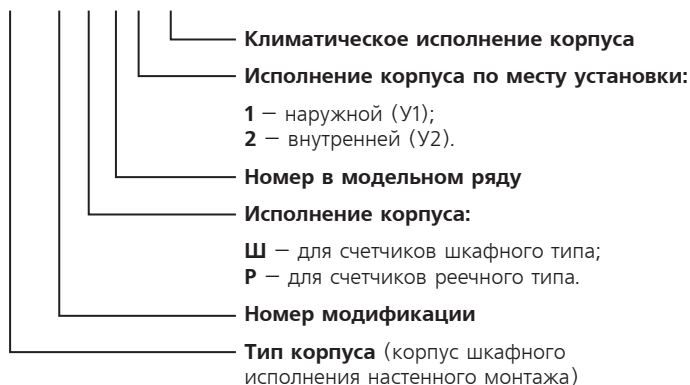 Климатическое исполнение корпуса
Исполнение корпуса по месту установки:
1 – наружной (У1);
2 – внутренней (У2).
Номер в модельном ряду
Исполнение корпуса:
Ш – для счетчиков шкафного типа;
Р – для счетчиков реечного типа.
Номер модификации
Тип корпуса (корпус шкафного
исполнения настенного монтажа)